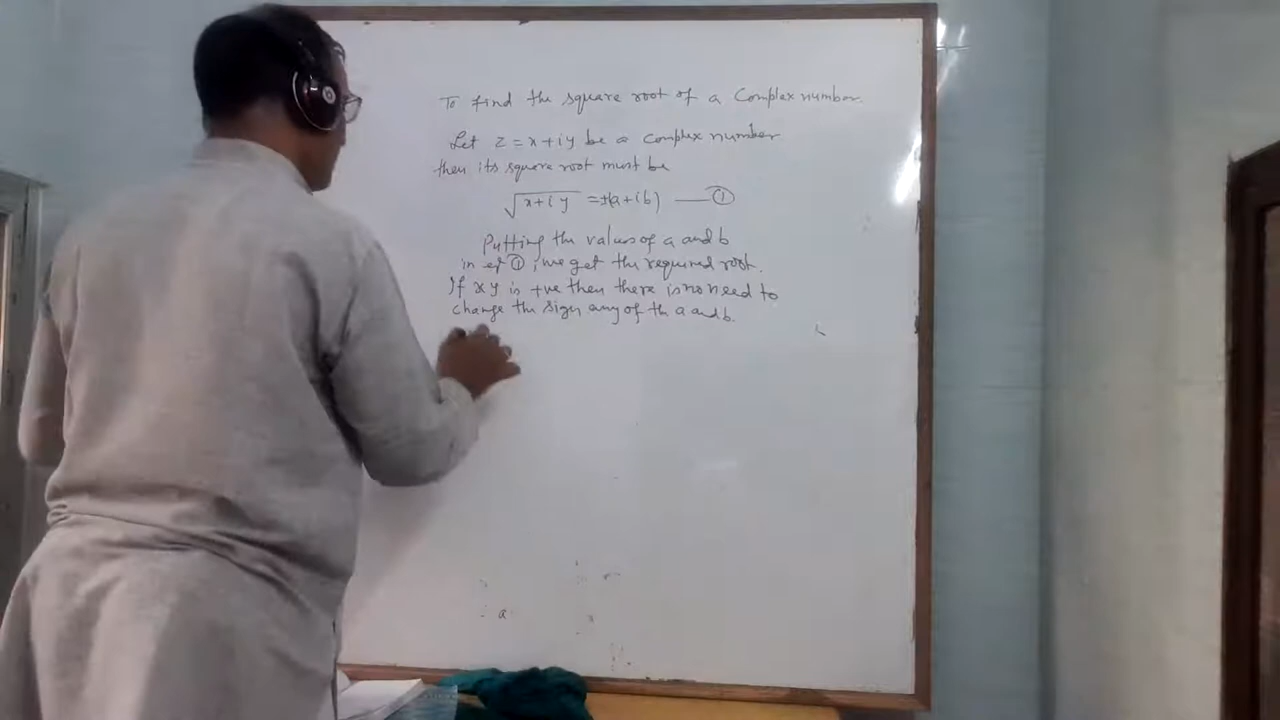 To find the square root of a Complex number.
Let z = x + iy be a complex number
then its square root must be
√x+iy = ±(a+ib) —— ①
Putting the values of a and b
in eq ①, we get the required root.
If xy is +ve then there is no need to
change the sign any of th a and b.
a